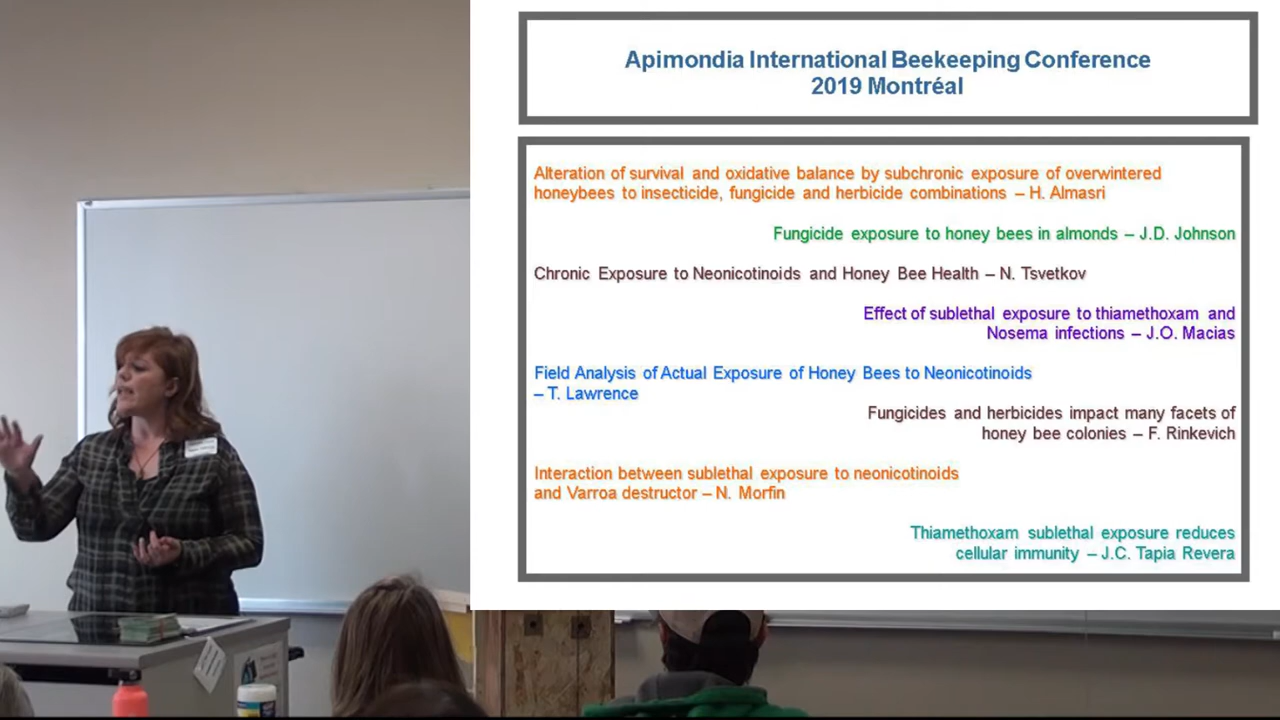 Apimondia International Beekeeping Conference
2019 Montréal
Alteration of survival and oxidative balance by subchronic exposure of overwintered
honeybees to insecticide, fungicide and herbicide combinations – H. Almasri
Fungicide exposure to honey bees in almonds – J.D. Johnson
Chronic Exposure to Neonicotinoids and Honey Bee Health – N. Tsvetkov
Effect of sublethal exposure to thiamethoxam and
Nosema infections – J.O. Macias
Field Analysis of Actual Exposure of Honey Bees to Neonicotinoids
– T. Lawrence
Fungicides and herbicides impact many facets of
honey bee colonies – F. Rinkevich
Interaction between sublethal exposure to neonicotinoids
and Varroa destructor – N. Morfin
Thiamethoxam sublethal exposure reduces
cellular immunity – J.C. Tapia Revera